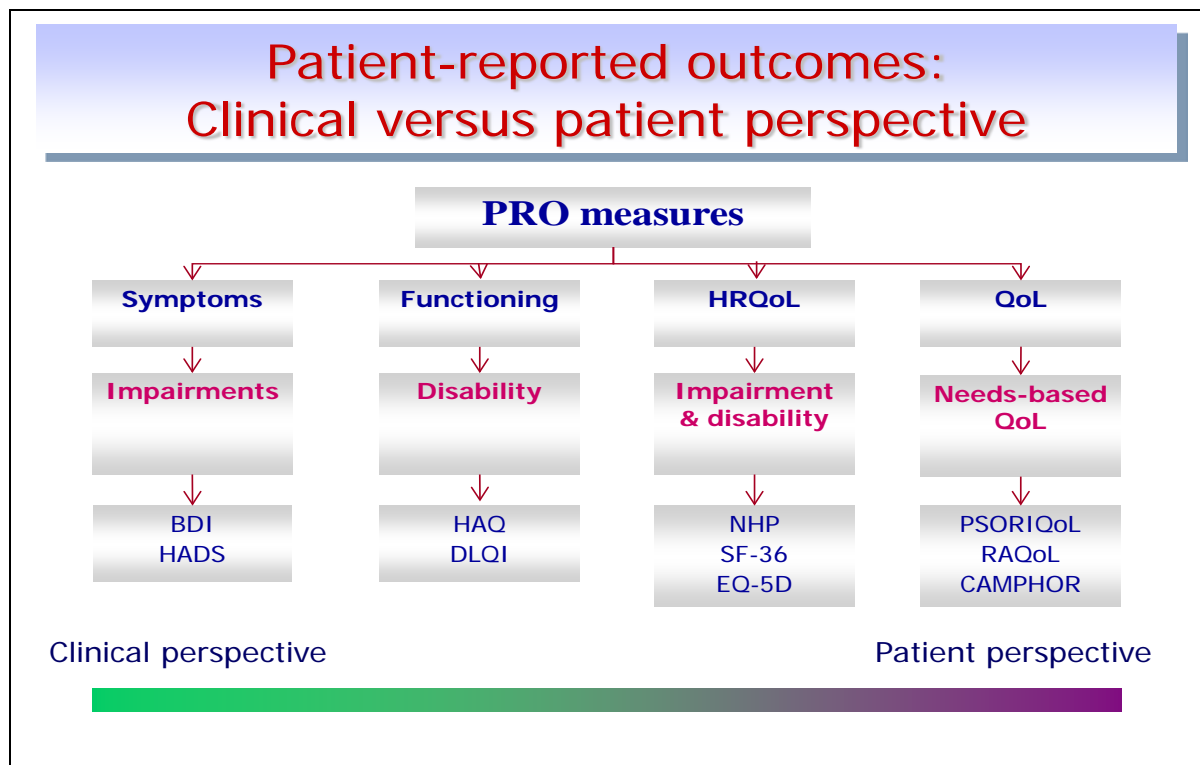 Patient-reported outcomes:
Clinical versus patient perspective
PRO measures
Symptoms
Functioning
HRQoL
QoL
Impairments
Disability
Impairment
& disability
Needs-based
QoL
BDI
HADS
HAQ
DLQI
NHP
SF-36
EQ-5D
PSORIQoL
RAQoL
CAMPHOR
Clinical perspective
Patient perspective